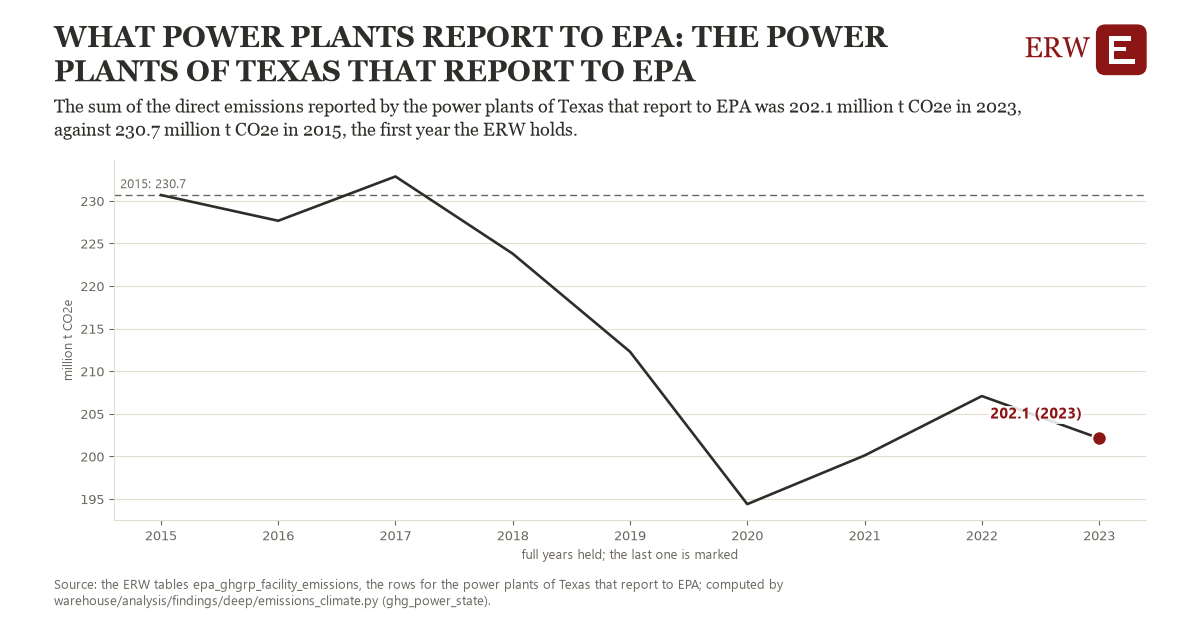 WHAT POWER PLANTS REPORT TO EPA: THE POWER
PLANTS OF TEXAS THAT REPORT TO EPA
ERW E
The sum of the direct emissions reported by the power plants of Texas that report to EPA was 202.1 million t CO2e in 2023,
against 230.7 million t CO2e in 2015, the first year the ERW holds.
2015: 230.7
230
225
220
215
210
205
200
195
million t CO2e
202.1 (2023)
2015 2016 2017 2018 2019 2020 2021 2022 2023
full years held; the last one is marked
Source: the ERW tables epa_ghgrp_facility_emissions, the rows for the power plants of Texas that report to EPA; computed by
warehouse/analysis/findings/deep/emissions_climate.py (ghg_power_state).